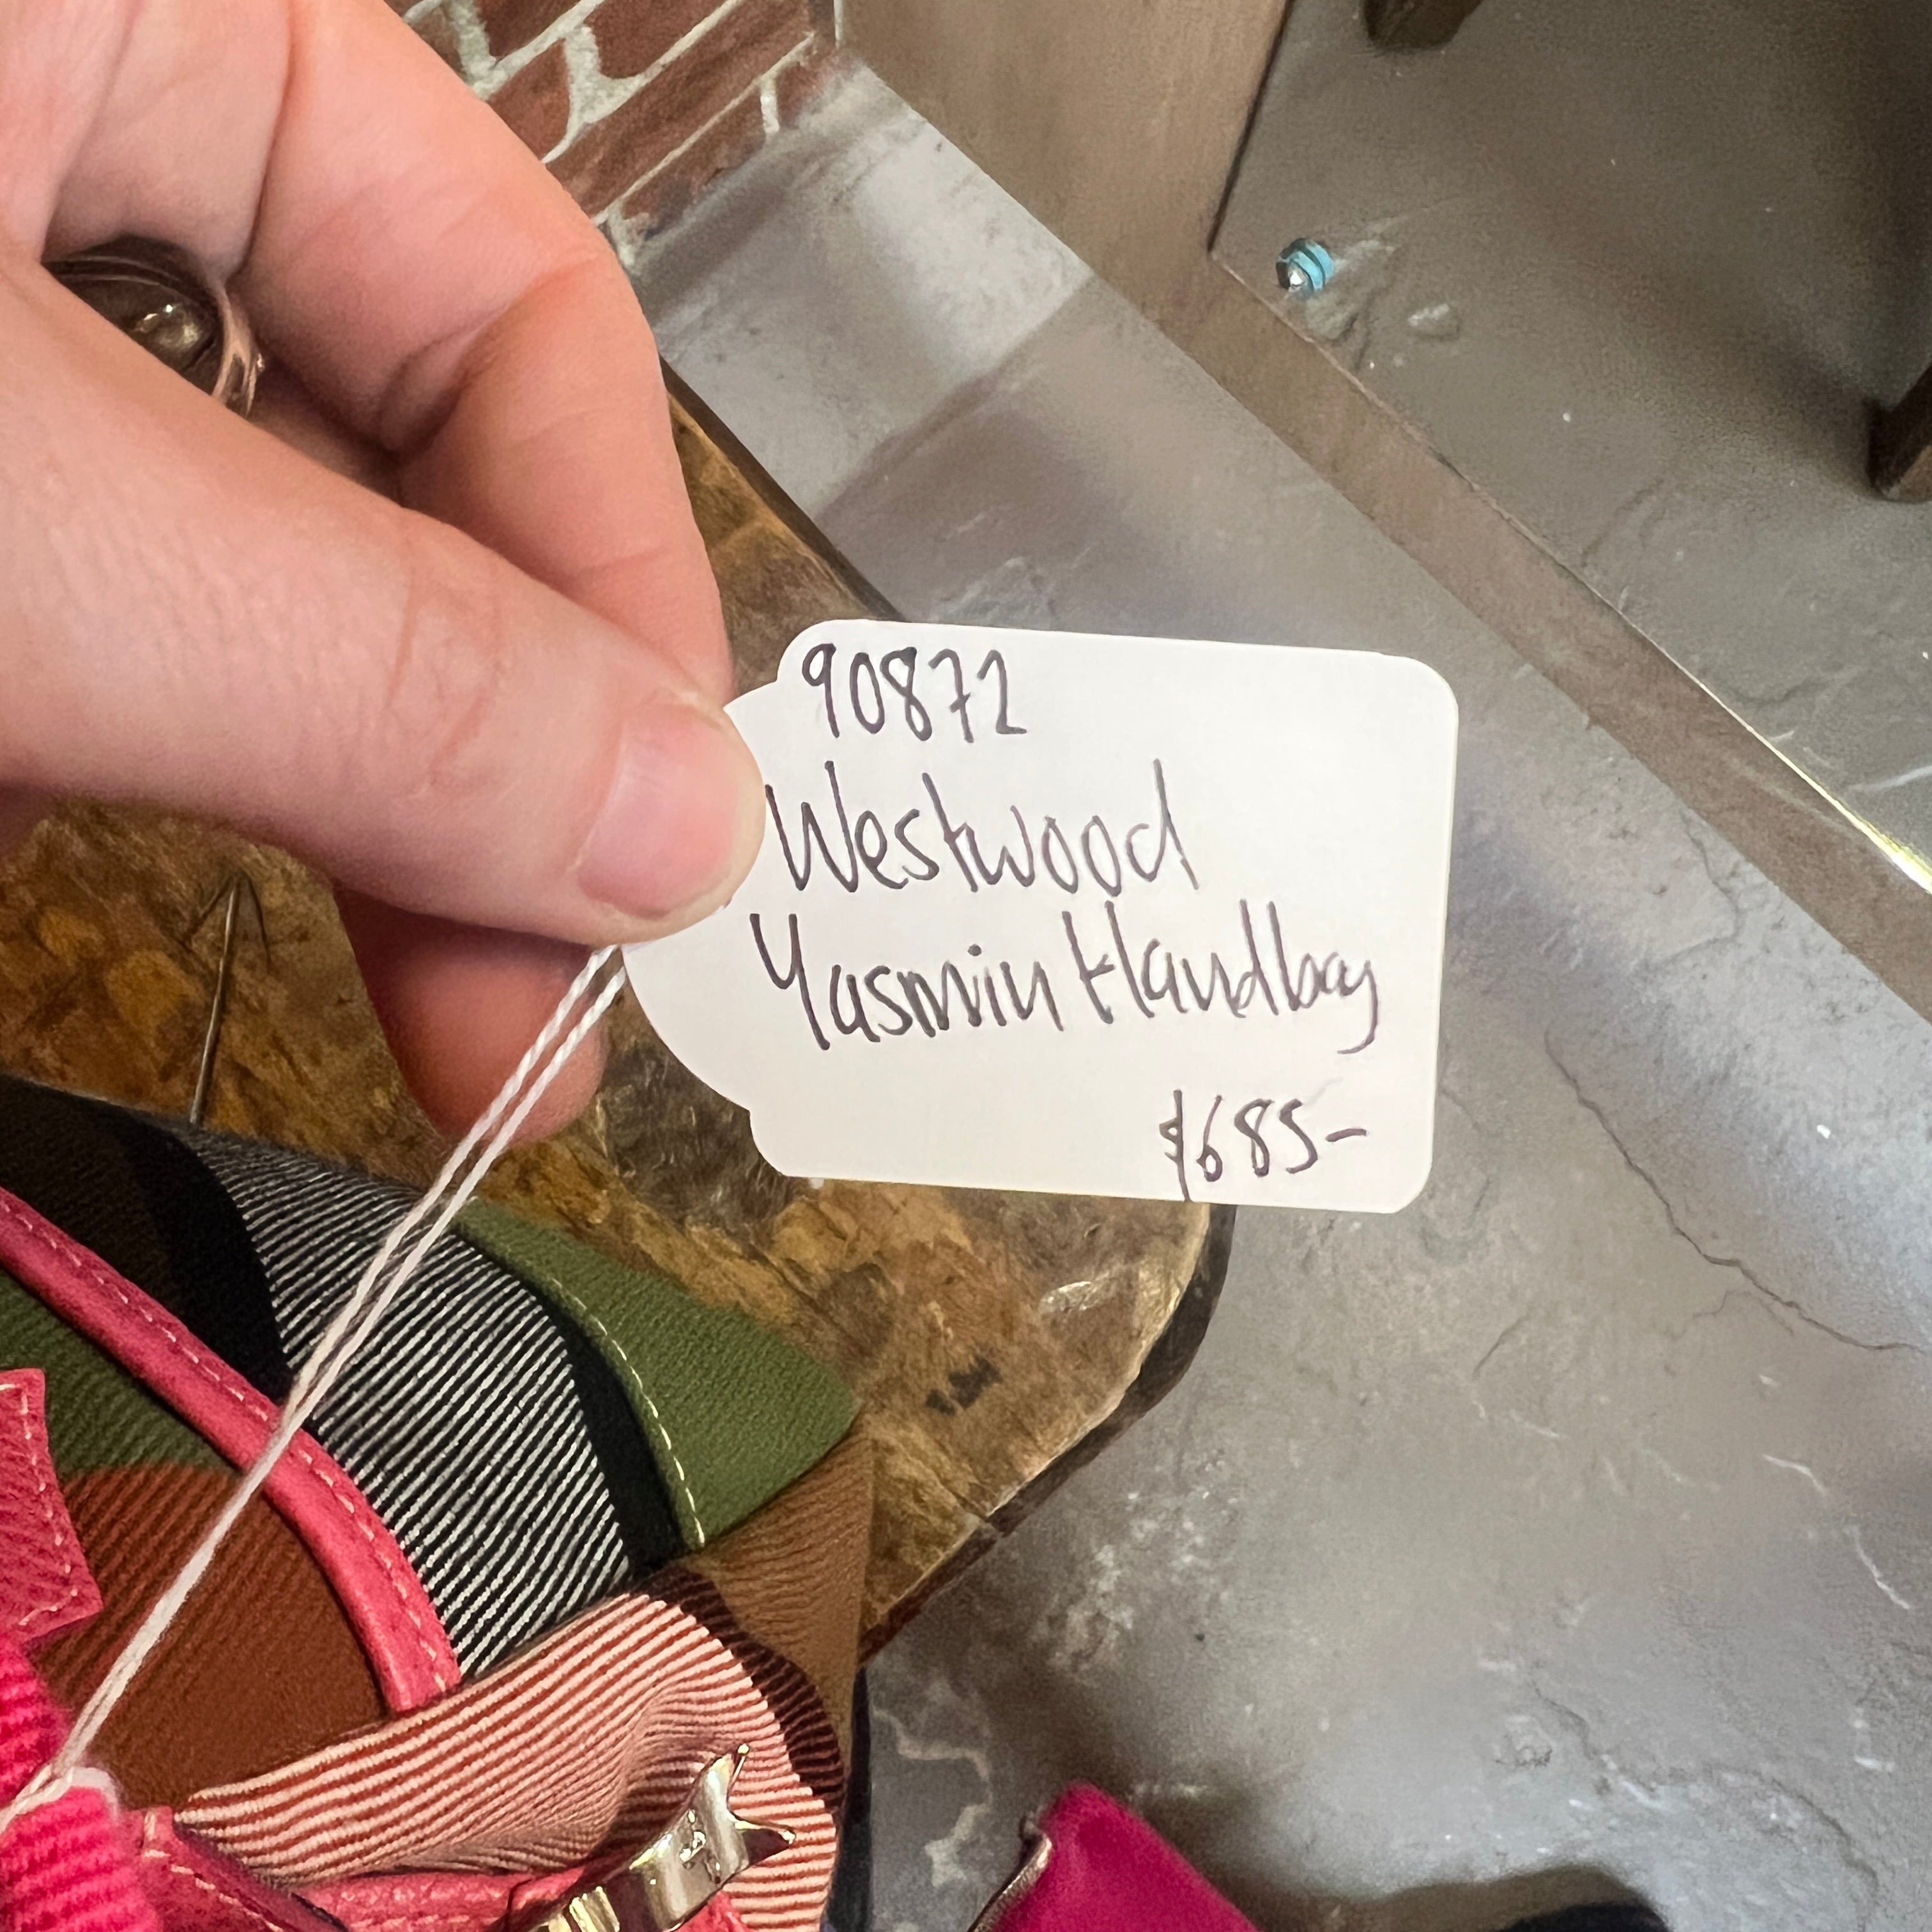 90872
Westwood
Yasmin Handbag
$685-